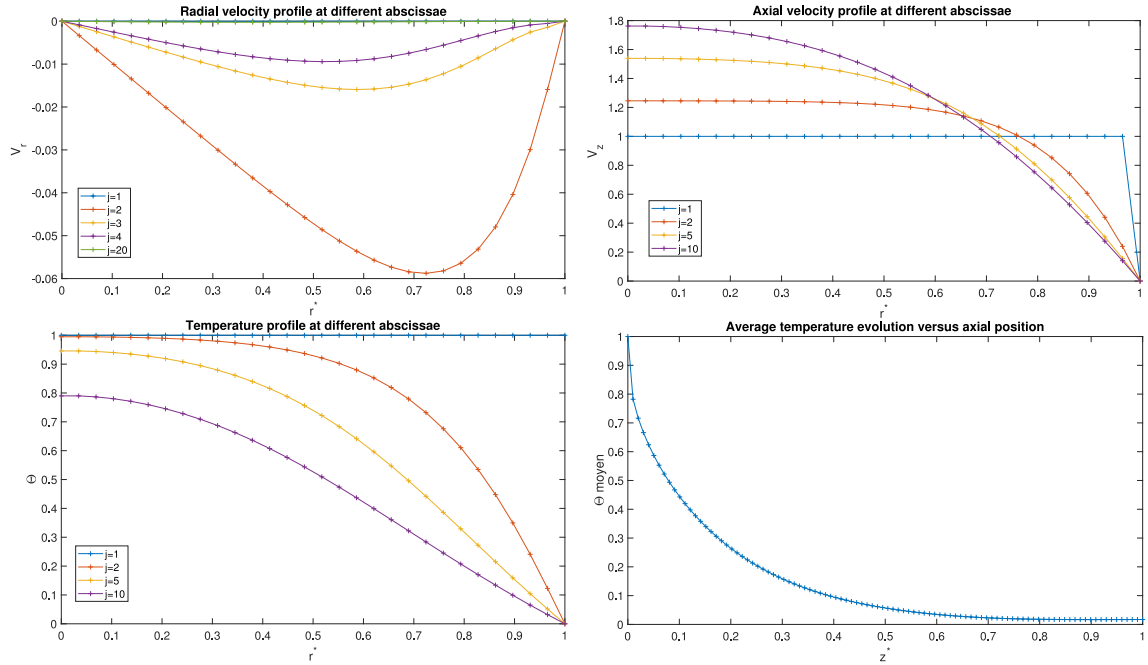 Radial velocity profile at different abscissae
0
-0.01
-0.02
-0.03
-0.04
-0.05
-0.06
V_r
j=1
j=2
j=3
j=4
j=20
0 0.1 0.2 0.3 0.4 0.5 0.6 0.7 0.8 0.9 1
r*
Axial velocity profile at different abscissae
1.8
1.6
1.4
1.2
1
0.8
0.6
0.4
0.2
0
V_z
j=1
j=2
j=5
j=10
0 0.1 0.2 0.3 0.4 0.5 0.6 0.7 0.8 0.9 1
r*
Temperature profile at different abscissae
1
0.9
0.8
0.7
0.6
0.5
0.4
0.3
0.2
0.1
0
Θ
j=1
j=2
j=5
j=10
0 0.1 0.2 0.3 0.4 0.5 0.6 0.7 0.8 0.9 1
r*
Average temperature evolution versus axial position
1
0.9
0.8
0.7
0.6
0.5
0.4
0.3
0.2
0.1
0
Θ moyen
0 0.1 0.2 0.3 0.4 0.5 0.6 0.7 0.8 0.9 1
z*